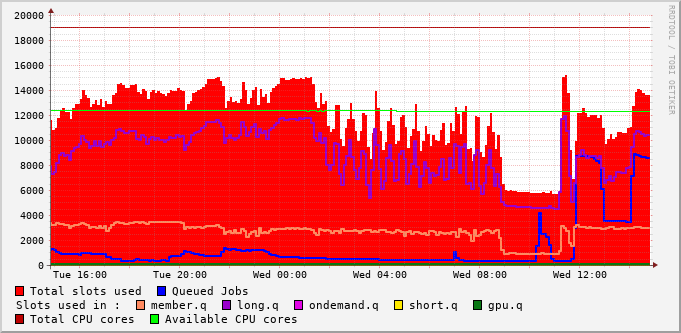 20000
18000
16000
14000
12000
10000
8000
6000
4000
2000
0
Tue 16:00 Tue 20:00 Wed 00:00 Wed 04:00 Wed 08:00 Wed 12:00
Total slots used Queued Jobs
Slots used in : member.q long.q ondemand.q short.q gpu.q
Total CPU cores Available CPU cores
RRDTOOL / TOBI OETIKER